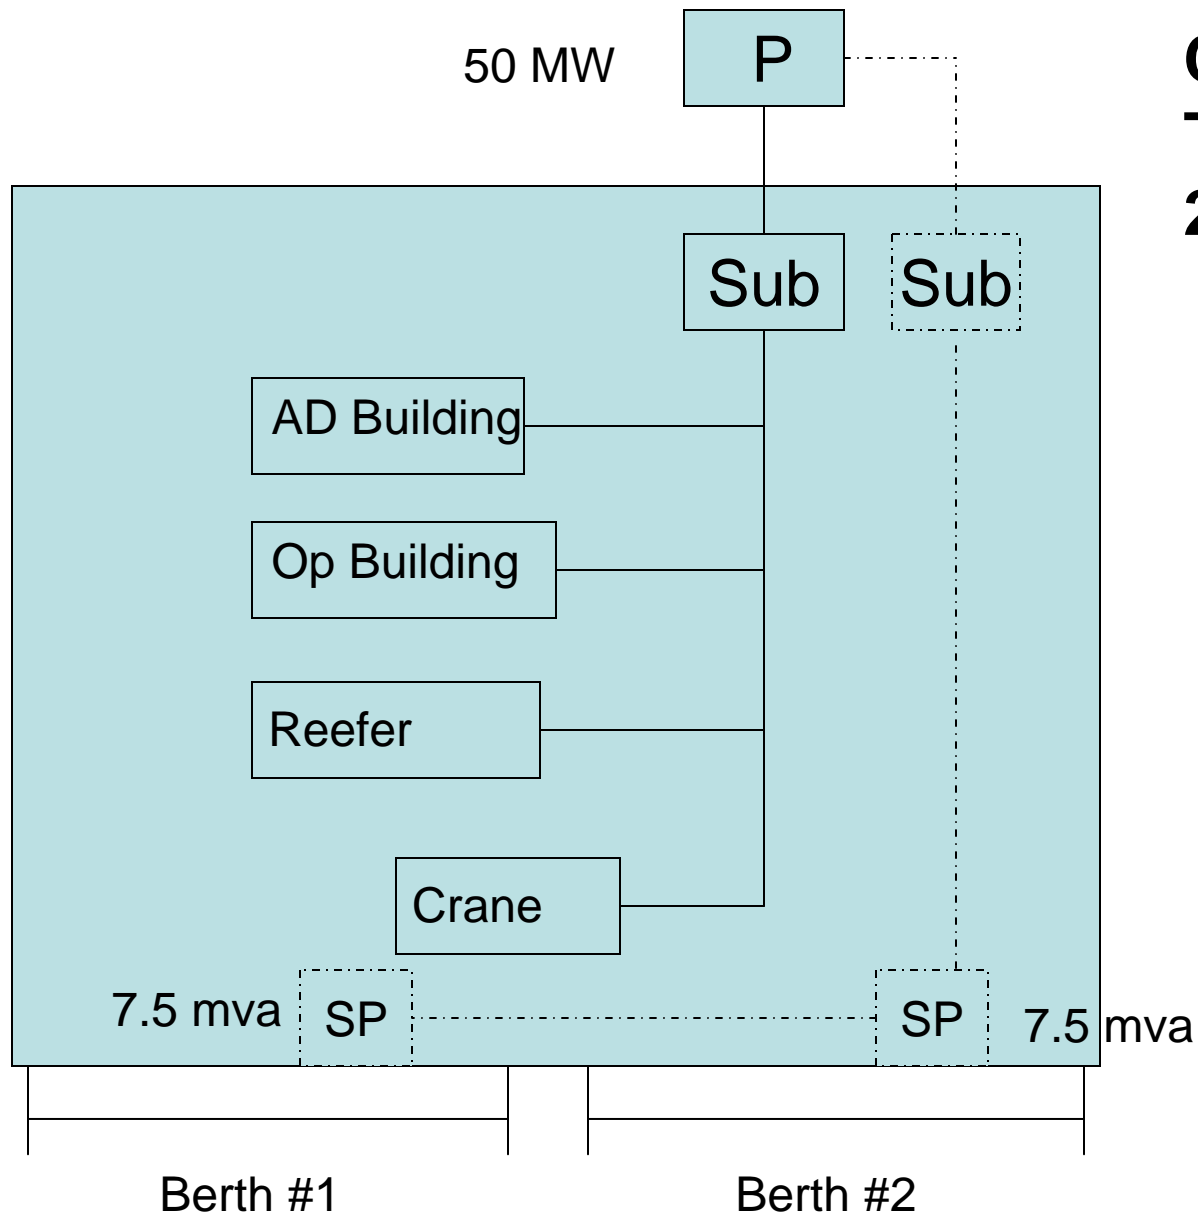 50 MW
P
Sub
Sub
AD Building
Op Building
Reefer
Crane
7.5 mva
SP
SP
7.5 mva
Berth #1
Berth #2